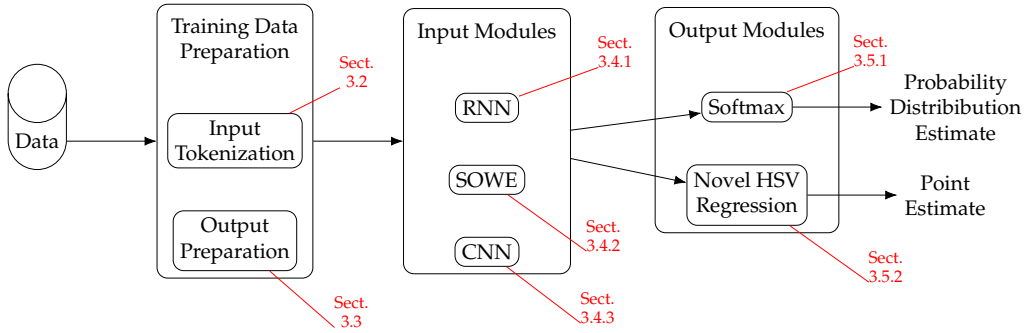 Data
Training Data
Preparation
Sect.
3.2
Input
Tokenization
Output
Preparation
Sect.
3.3
Input Modules
Sect.
3.4.1
RNN
SOWE
Sect.
3.4.2
CNN
Sect.
3.4.3
Output Modules
Sect.
3.5.1
Softmax
Novel HSV
Regression
Sect.
3.5.2
Probability
Distribibution
Estimate
Point
Estimate